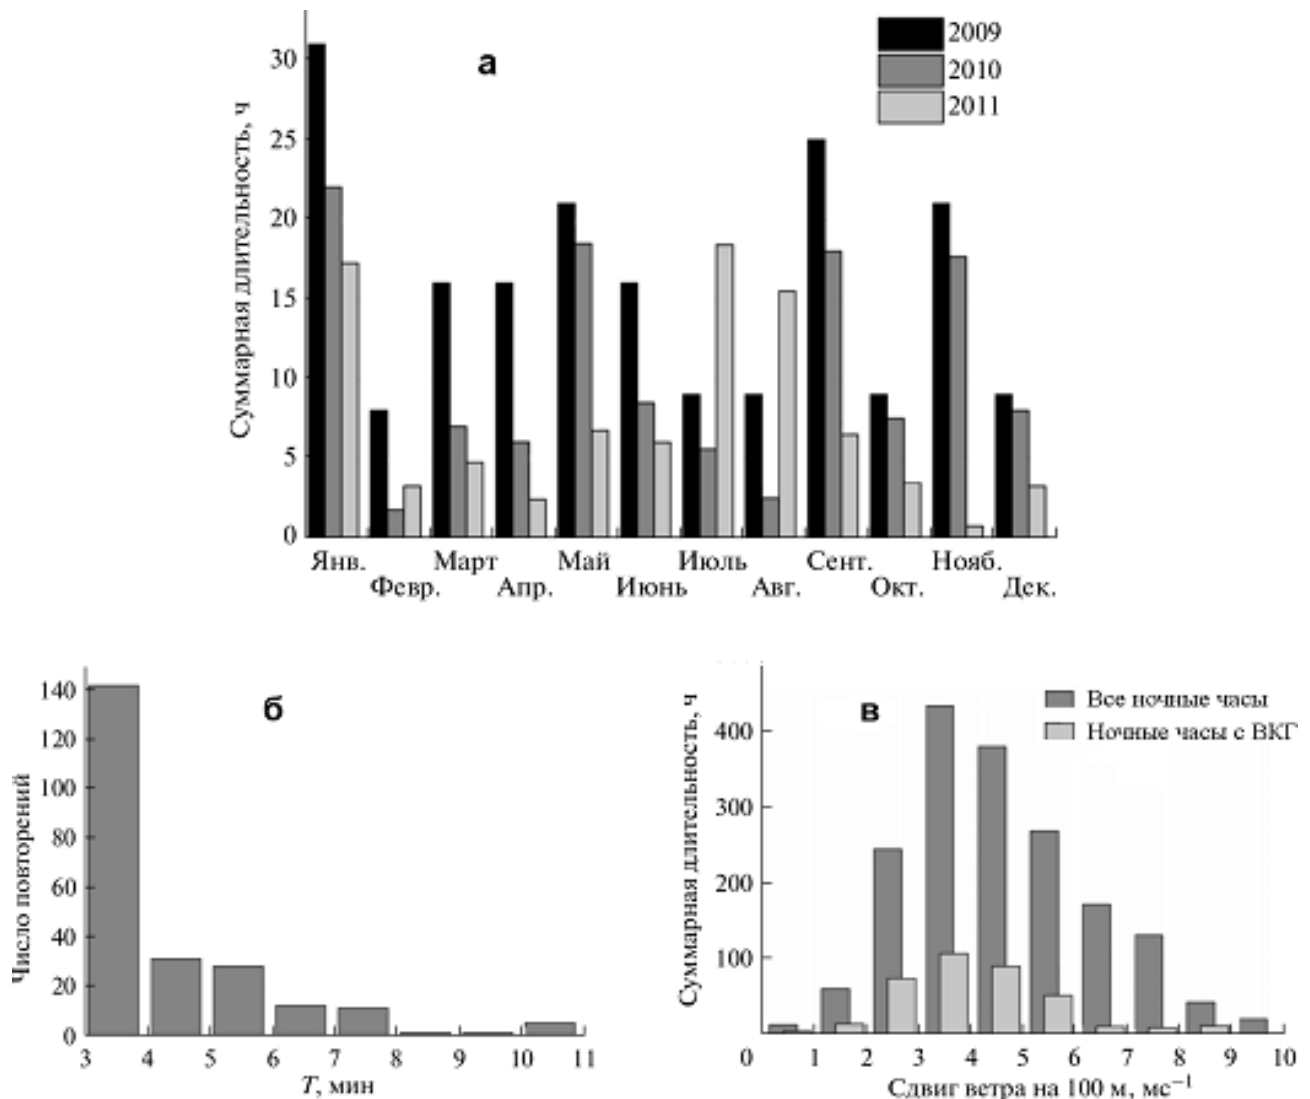 2009
2010
2011
а
Суммарная длительность, ч
30
25
20
15
10
5
0
Янв. Март Май Июль Сент. Нояб.
Февр. Апр. Июнь Авг. Окт. Дек.
б
Число повторений
140
120
100
80
60
40
20
0
3 4 5 6 7 8 9 10 11
T, мин
в
Все ночные часы
Ночные часы с ВКГ
Суммарная длительность, ч
400
300
200
100
0 1 2 3 4 5 6 7 8 9 10
Сдвиг ветра на 100 м, мс⁻¹